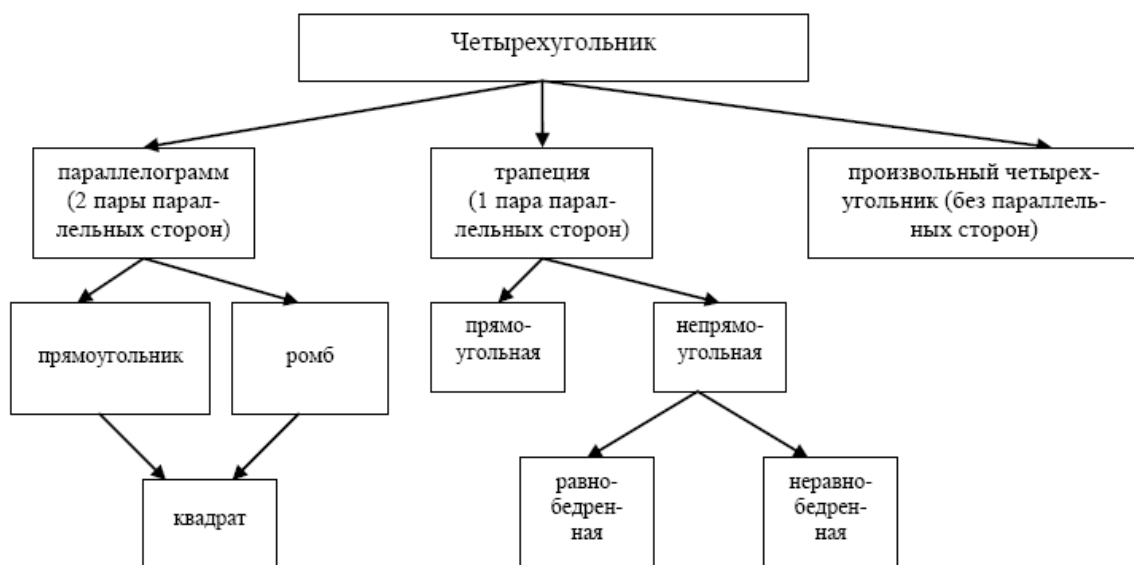 Четырехугольник
параллелограмм
(2 пары парал-
лельных сторон)
трапеция
(1 пара парал-
лельных сторон)
произвольный четырех-
угольник (без параллель-
ных сторон)
прямоугольник
ромб
прямо-
угольная
непрямо-
угольная
квадрат
равно-
бедрен-
ная
неравно-
бедрен-
ная